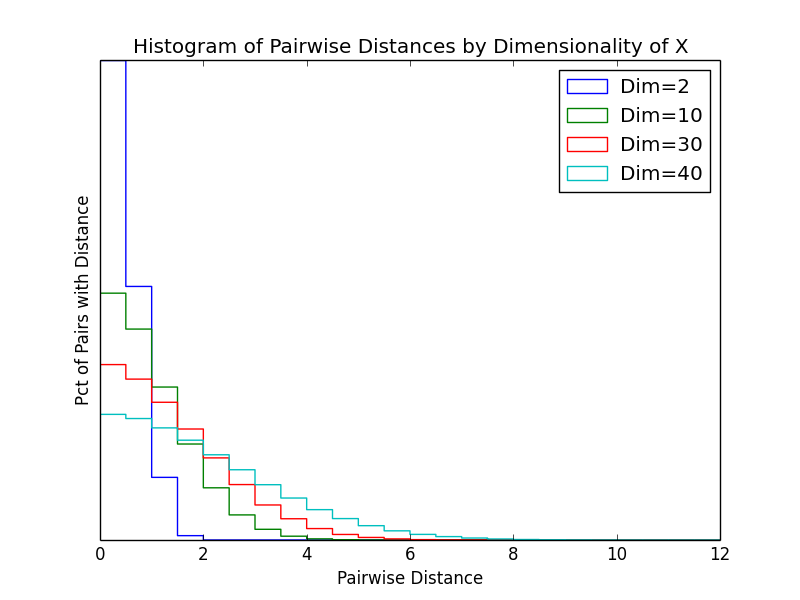 Histogram of Pairwise Distances by Dimensionality of X
Dim=2
Dim=10
Dim=30
Dim=40
Pct of Pairs with Distance
0 2 4 6 8 10 12
Pairwise Distance